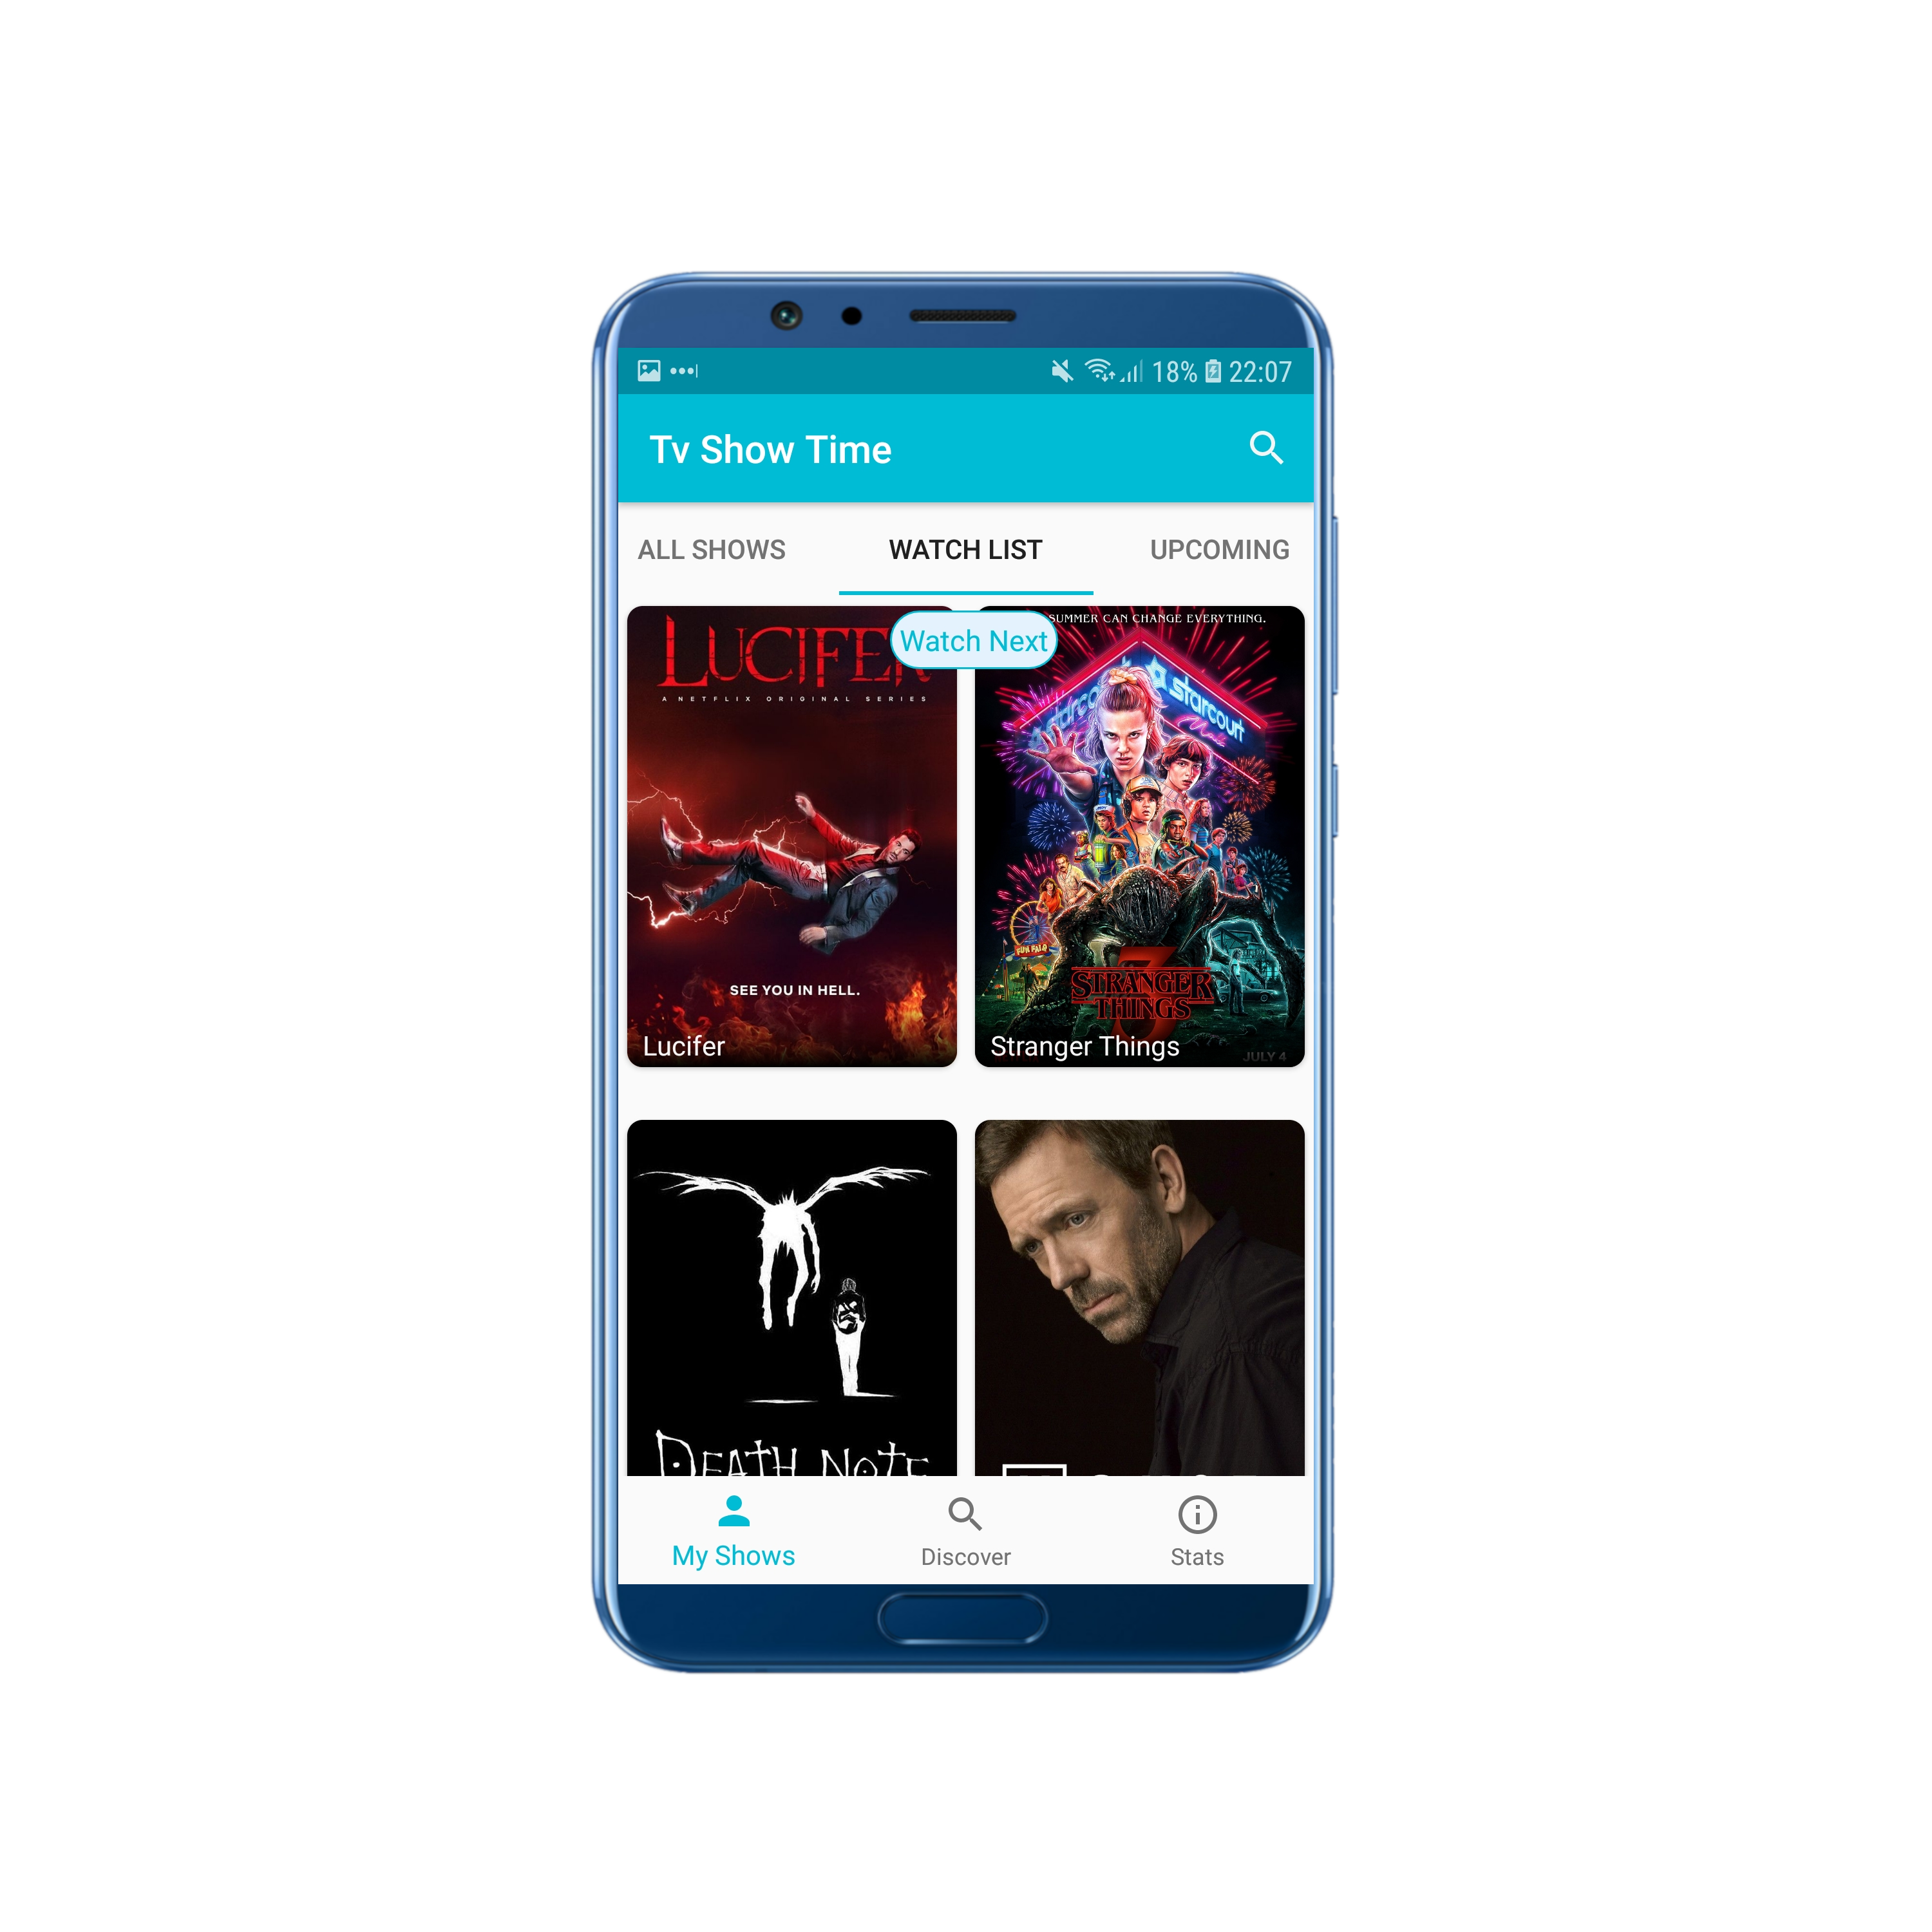 18% 22:07
Tv Show Time
ALL SHOWS WATCH LIST UPCOMING
Watch Next
LUCIFER
A NETFLIX ORIGINAL SERIES
SEE YOU IN HELL.
Lucifer
SUMMER CAN CHANGE EVERYTHING.
starcourt
FUN FAIR
3
STRANGER
THINGS
Stranger Things
JULY 4
DEATH NOTE
My Shows Discover Stats